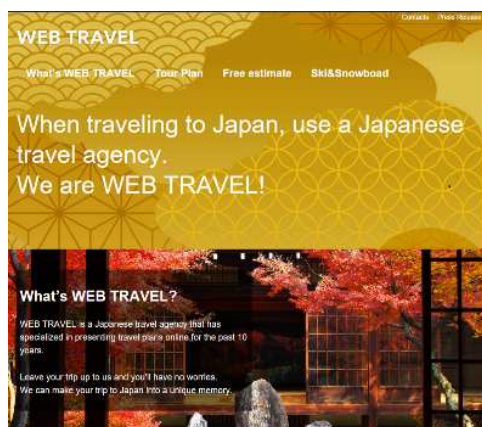 Contacts Press Release
WEB TRAVEL
What's WEB TRAVEL Tour Plan Free estimate Ski&Snowboad
When traveling to Japan, use a Japanese
travel agency.
We are WEB TRAVEL!
What's WEB TRAVEL?
WEB TRAVEL is a Japanese travel agency that has
specialized in presenting travel plans online for the past 10
years.
Leave your trip up to us and you'll have no worries.
We can make your trip to Japan into a unique memory.